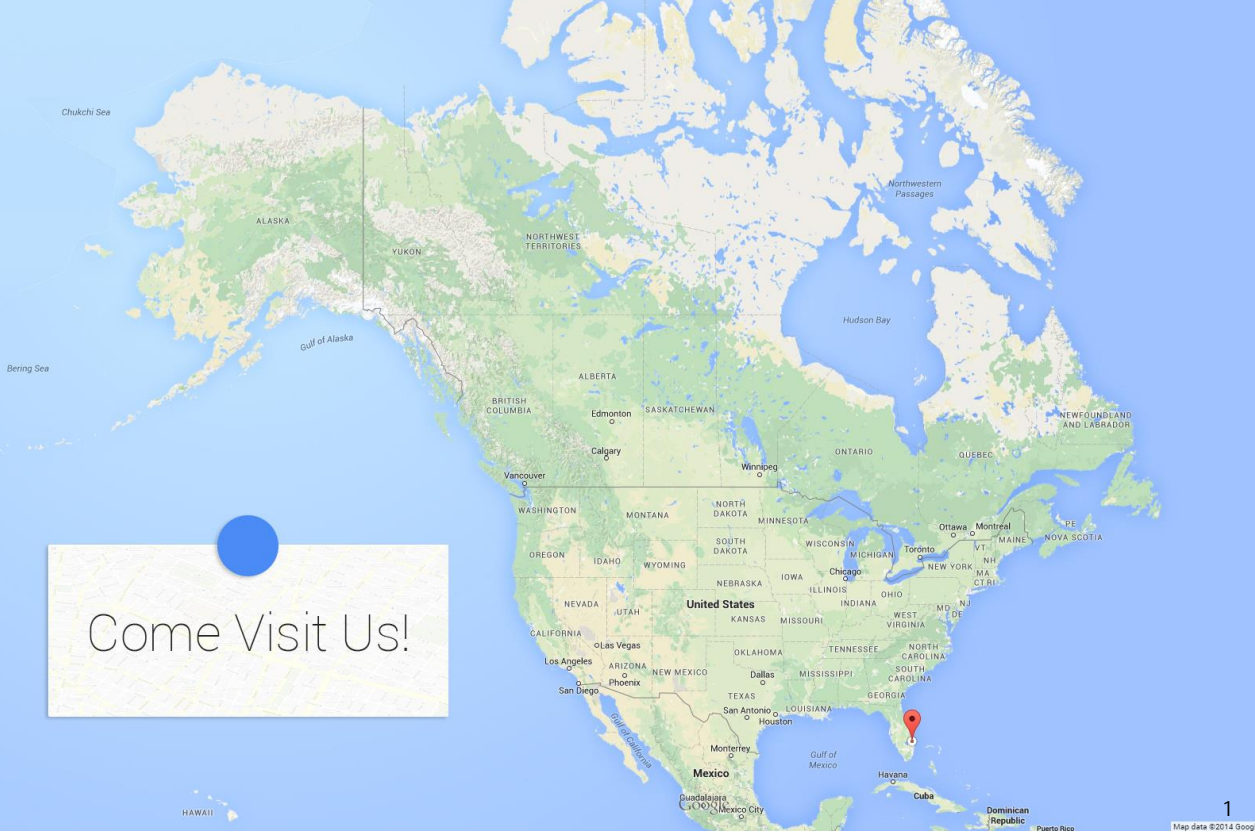 Chukchi Sea
Northwestern
Passages
ALASKA
NORTHWEST
TERRITORIES
YUKON
Hudson Bay
Gulf of Alaska
Bering Sea
ALBERTA
BRITISH
COLUMBIA
Edmonton
SASKATCHEWAN
NEWFOUNDLAND
AND LABRADOR
Calgary
ONTARIO
QUEBEC
Winnipeg
Vancouver
WASHINGTON
MONTANA
NORTH
DAKOTA
MINNESOTA
Ottawa
Montreal
PE
NOVA SCOTIA
MAINE
OREGON
IDAHO
WYOMING
SOUTH
DAKOTA
WISCONSIN
MICHIGAN
Toronto
VT
NH
NEW YORK
MA
CT RI
Chicago
IOWA
NEBRASKA
ILLINOIS
INDIANA
OHIO
NEVADA
UTAH
United States
KANSAS
MISSOURI
WEST
VIRGINIA
MD
NJ
DE
Come Visit Us!
CALIFORNIA
Las Vegas
OKLAHOMA
TENNESSEE
NORTH
CAROLINA
Los Angeles
ARIZONA
NEW MEXICO
Phoenix
San Diego
Dallas
MISSISSIPPI
SOUTH
CAROLINA
TEXAS
GEORGIA
San Antonio
LOUISIANA
Houston
Gulf of California
Monterrey
Gulf of
Mexico
Mexico
Havana
Cuba
Guadalajara
Google
Mexico City
HAWAII
Dominican
Republic
Puerto Rico
1
Map data ©2014 Goog